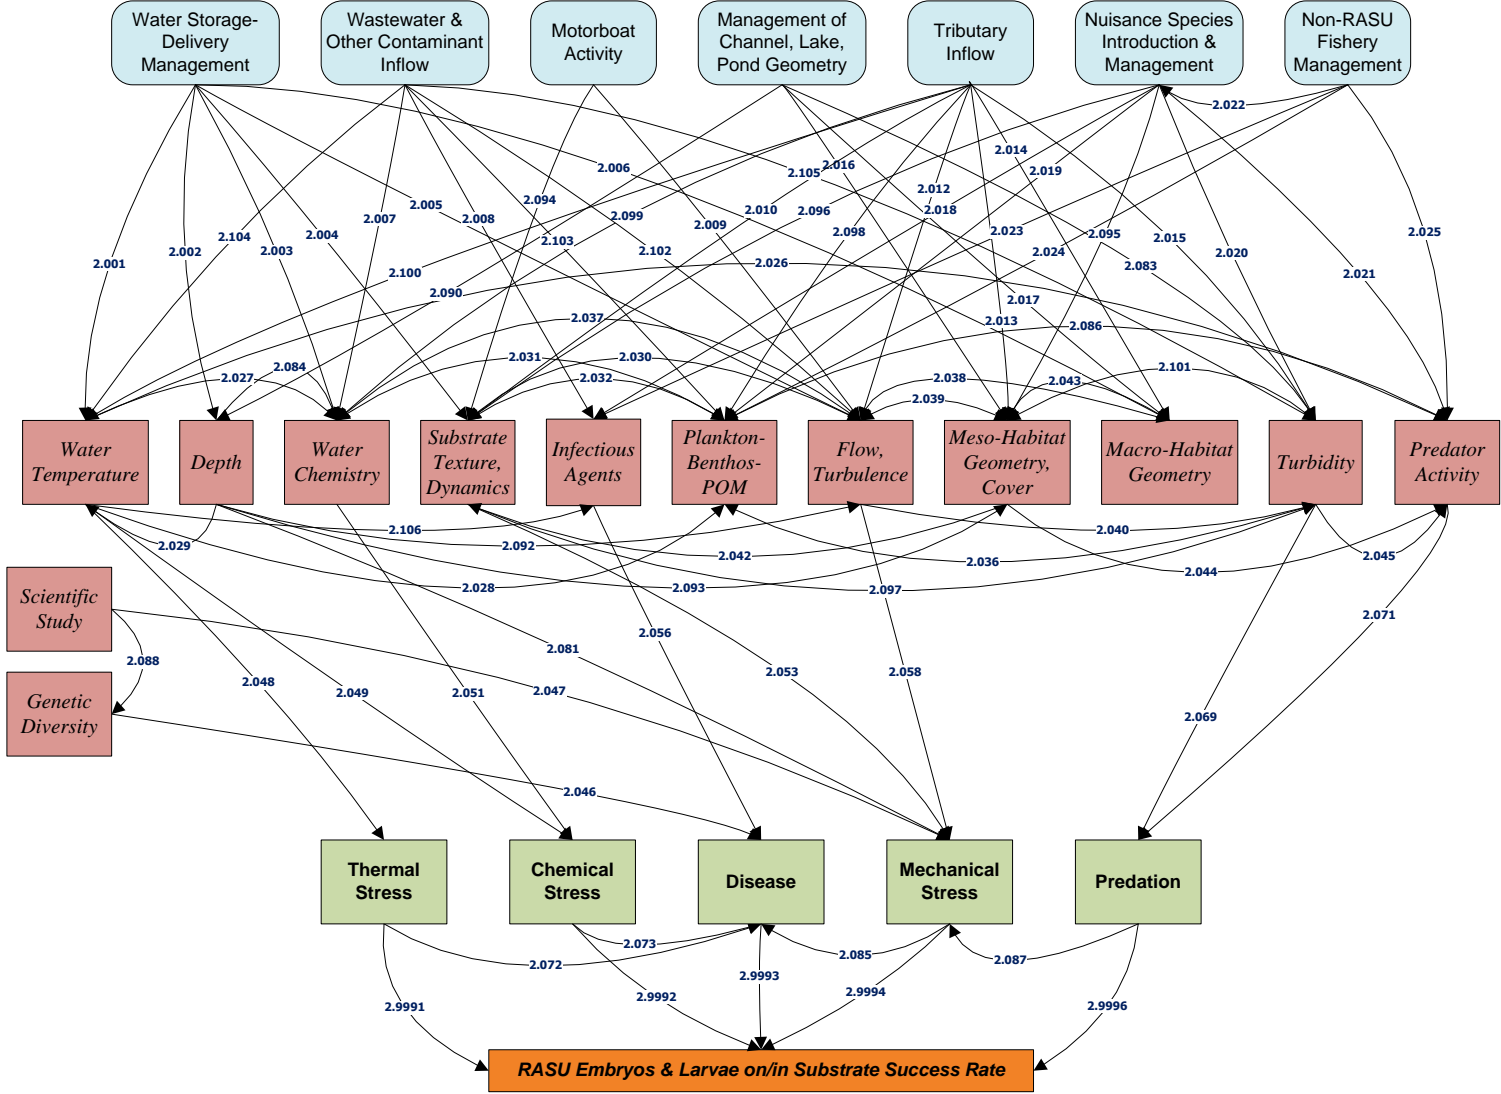 Water Storage-
Delivery
Management
Wastewater &
Other Contaminant
Inflow
Motorboat
Activity
Management of
Channel, Lake,
Pond Geometry
Tributary
Inflow
Nuisance Species
Introduction &
Management
Non-RASU
Fishery
Management
2.022
2.014
2.016
2.006
2.105
2.019
2.012
2.094
2.005
2.010
2.096
2.018
2.099
2.007
2.008
2.009
2.023
2.098
2.095
2.025
2.104
2.004
2.015
2.103
2.002
2.003
2.102
2.024
2.020
2.001
2.026
2.083
2.100
2.021
2.090
2.017
2.037
2.013
2.086
2.031
2.030
2.084
2.101
2.027
2.032
2.038
2.043
2.039
Water
Temperature
Depth
Water
Chemistry
Substrate
Texture,
Dynamics
Infectious
Agents
Plankton-
Benthos-
POM
Flow,
Turbulence
Meso-Habitat
Geometry,
Cover
Macro-Habitat
Geometry
Turbidity
Predator
Activity
2.106
2.040
2.029
2.092
2.042
2.045
2.036
2.044
2.028
2.093
2.097
Scientific
Study
2.071
2.056
2.081
2.088
2.053
2.058
2.048
2.049
2.051
2.047
Genetic
Diversity
2.069
2.046
Thermal
Stress
Chemical
Stress
Disease
Mechanical
Stress
Predation
2.073
2.085
2.087
2.072
2.9993
2.9992
2.9994
2.9991
2.9996
RASU Embryos & Larvae on/in Substrate Success Rate